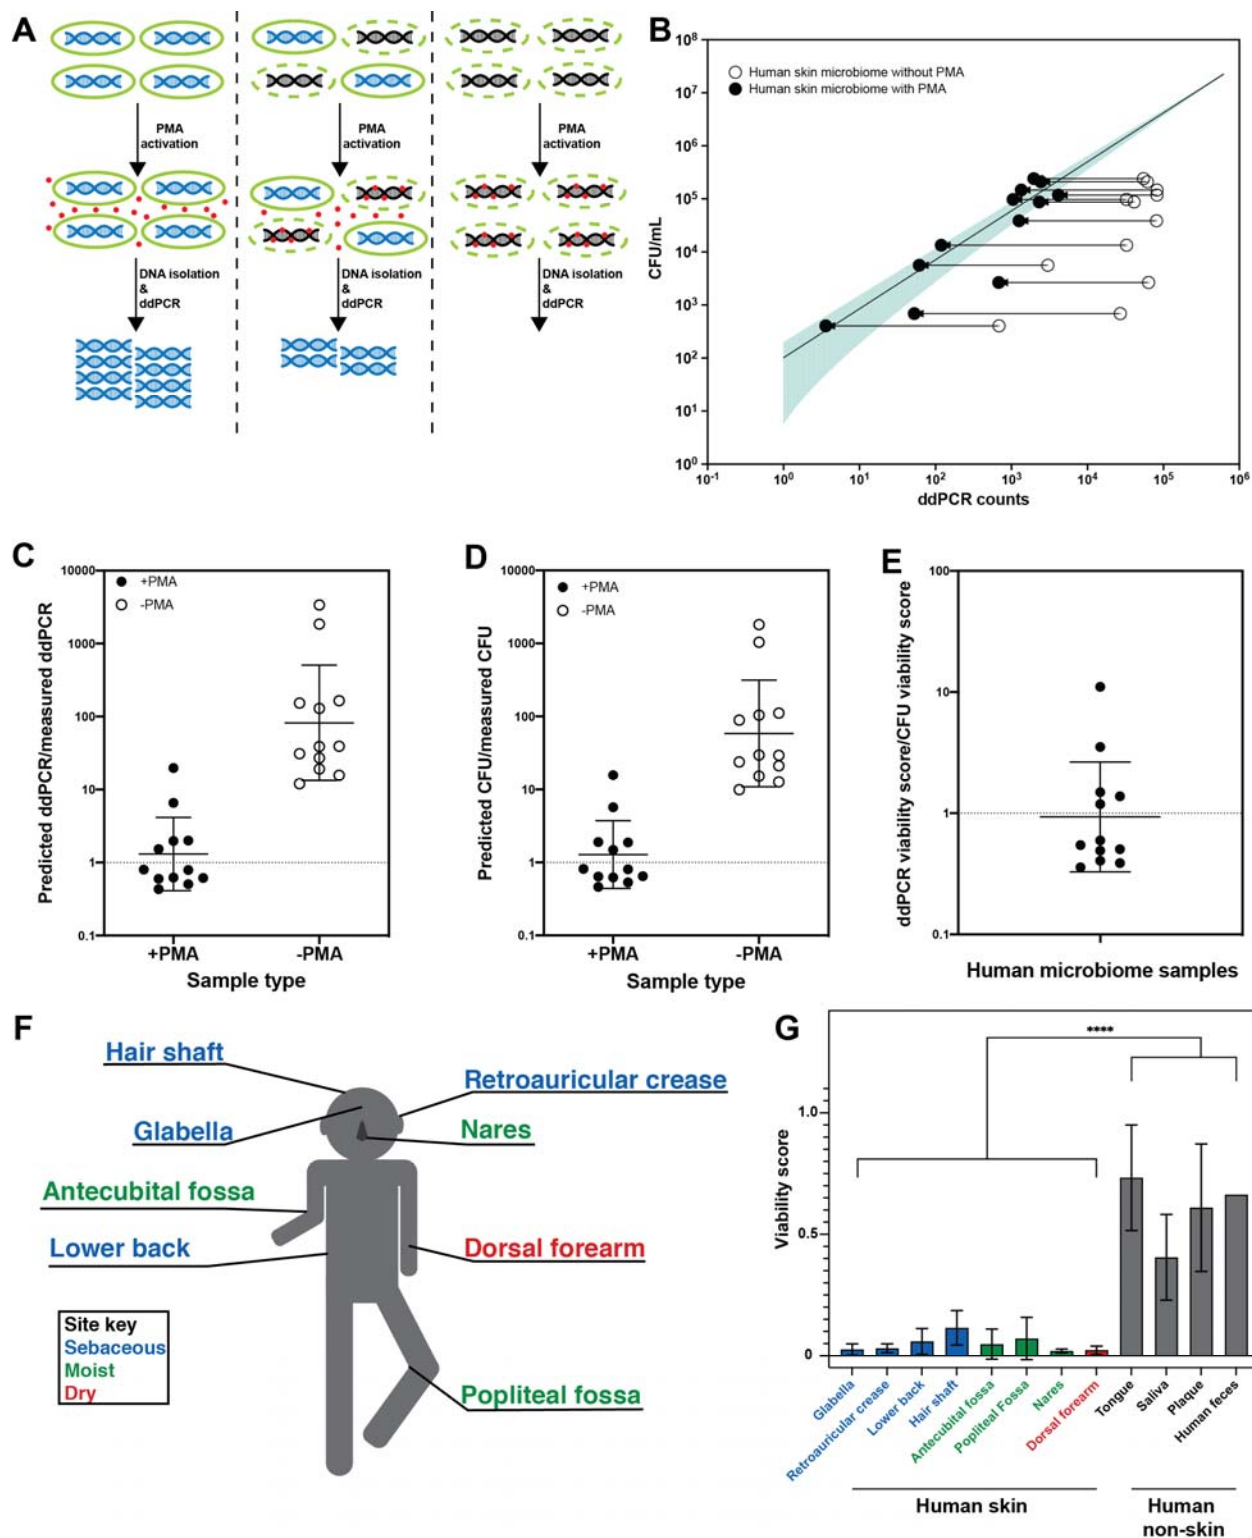 A
PMA
activation
PMA
activation
PMA
activation
DNA isolation
&
ddPCR
DNA isolation
&
ddPCR
DNA isolation
&
ddPCR
B
Human skin microbiome without PMA
Human skin microbiome with PMA
CFU/mL
10^8
10^7
10^6
10^5
10^4
10^3
10^2
10^1
10^0
10^-1 10^0 10^1 10^2 10^3 10^4 10^5 10^6
ddPCR counts
C
+PMA
-PMA
Predicted ddPCR/measured ddPCR
10000
1000
100
10
1
0.1
+PMA -PMA
Sample type
D
+PMA
-PMA
Predicted CFU/measured CFU
10000
1000
100
10
1
0.1
+PMA -PMA
Sample type
E
ddPCR viability score/CFU viability score
100
10
1
0.1
Human microbiome samples
F
Hair shaft
Retroauricular crease
Glabella
Nares
Antecubital fossa
Lower back
Dorsal forearm
Site key
Sebaceous
Moist
Dry
Popliteal fossa
G
****
Viability score
1.0
0.5
0
Glabella
Retroauricular crease
Lower back
Hair shaft
Antecubital fossa
Popliteal Fossa
Nares
Dorsal forearm
Tongue
Saliva
Plaque
Human feces
Human skin
Human
non-skin